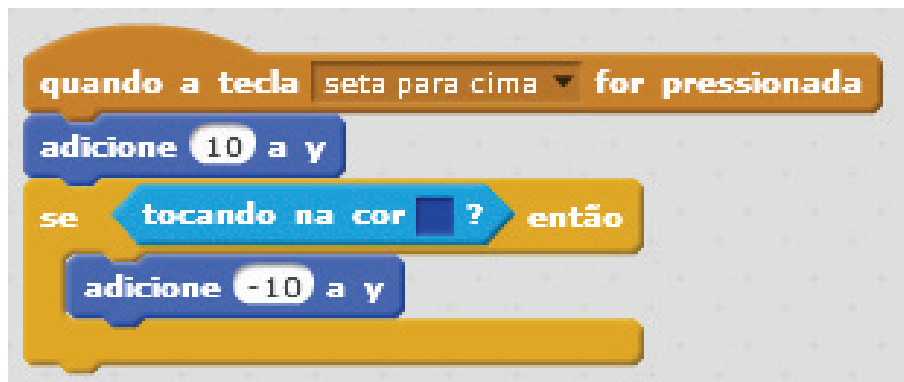 quando a tecla seta para cima for pressionada
adicione 10 a y
se tocando na cor ? então
adicione -10 a y